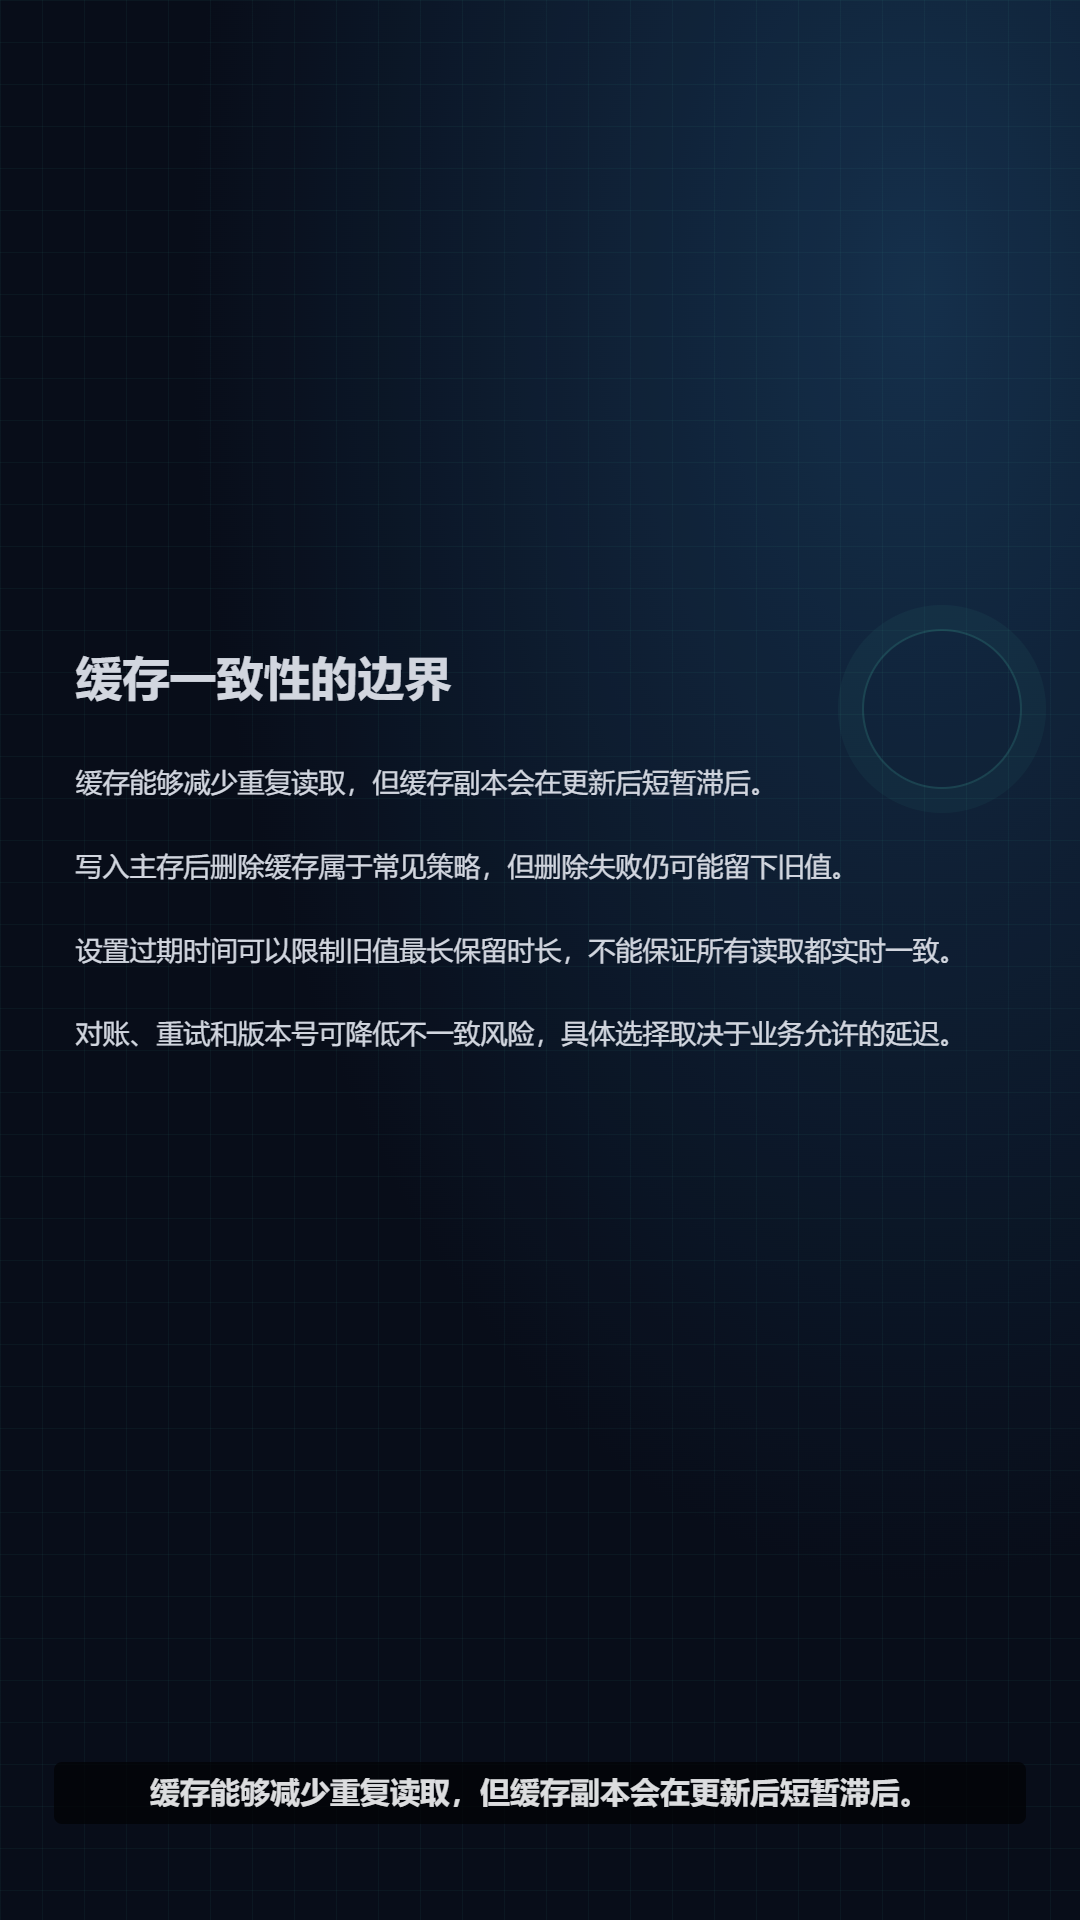 缓存一致性的边界
缓存能够减少重复读取，但缓存副本会在更新后短暂滞后。
写入主存后删除缓存属于常见策略，但删除失败仍可能留下旧值。
设置过期时间可以限制旧值最长保留时长，不能保证所有读取都实时一致。
对账、重试和版本号可降低不一致风险，具体选择取决于业务允许的延迟。
缓存能够减少重复读取，但缓存副本会在更新后短暂滞后。